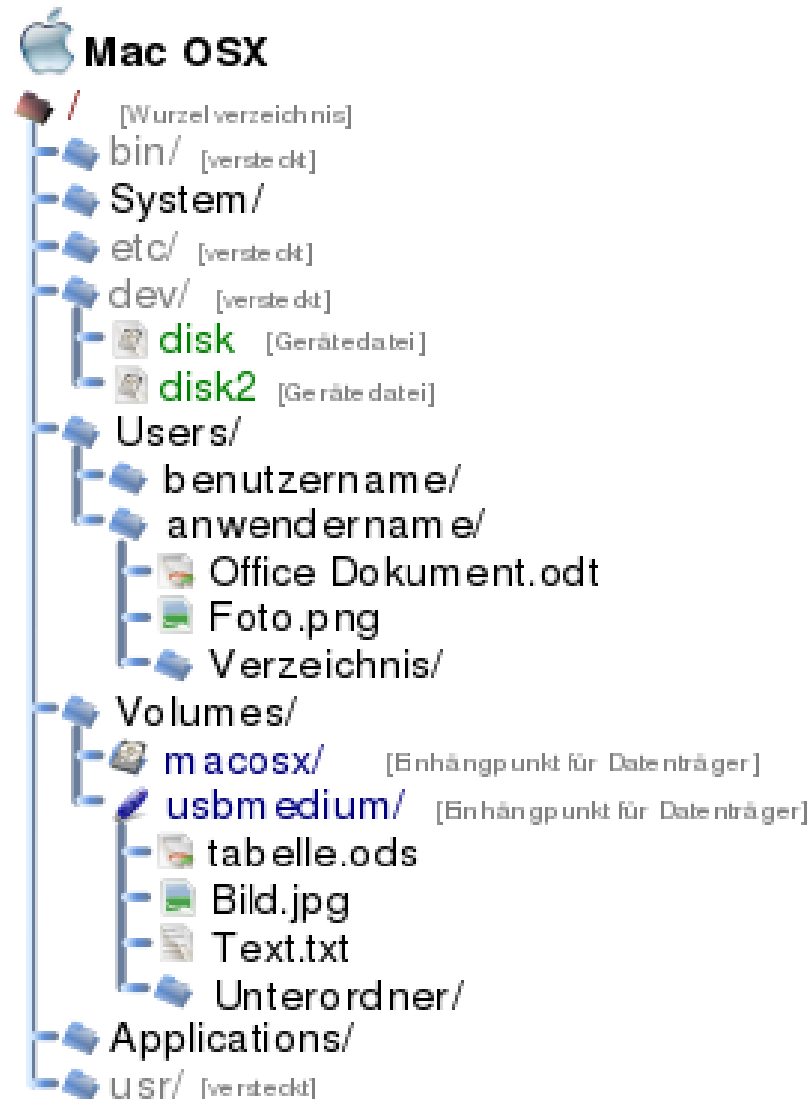 Mac OSX
/ [Wurzelverzeichnis]
bin/ [versteckt]
System/
etc/ [versteckt]
dev/ [versteckt]
disk [Gerätedatei]
disk2 [Gerätedatei]
Users/
benutzername/
anwendername/
Office Dokument.odt
Foto.png
Verzeichnis/
Volumes/
macosx/ [Einhängpunkt für Datenträger]
usbmedium/ [Einhängpunkt für Datenträger]
tabelle.ods
Bild.jpg
Text.txt
Unterordner/
Applications/
usr/ [versteckt]